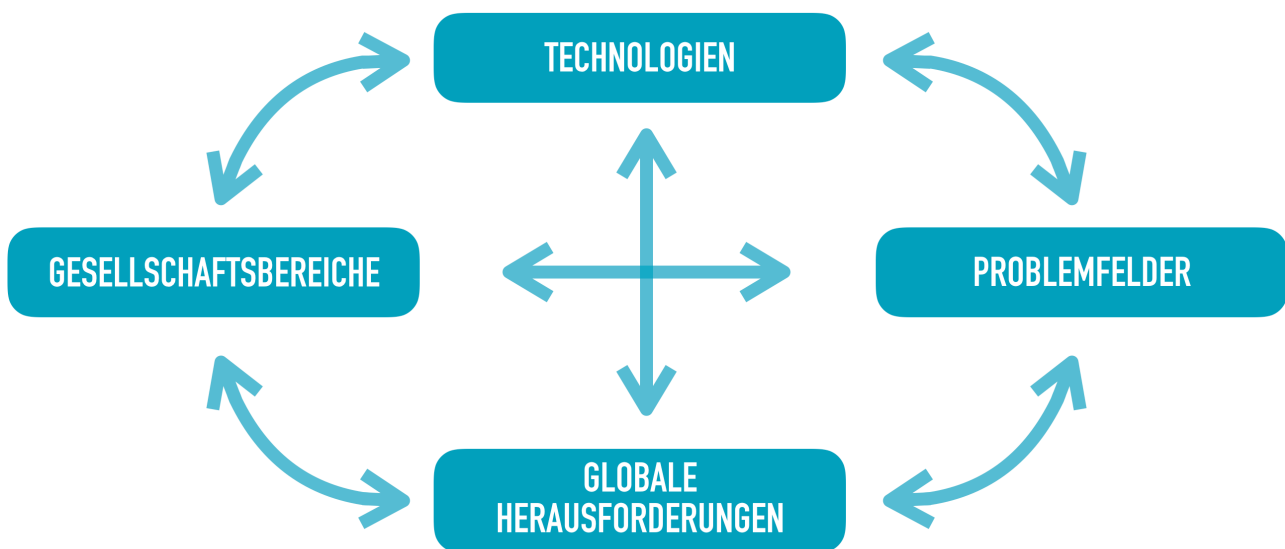 TECHNOLOGIEN
GESELLSCHAFTSBEREICHE
PROBLEMFELDER
GLOBALE
HERAUSFORDERUNGEN